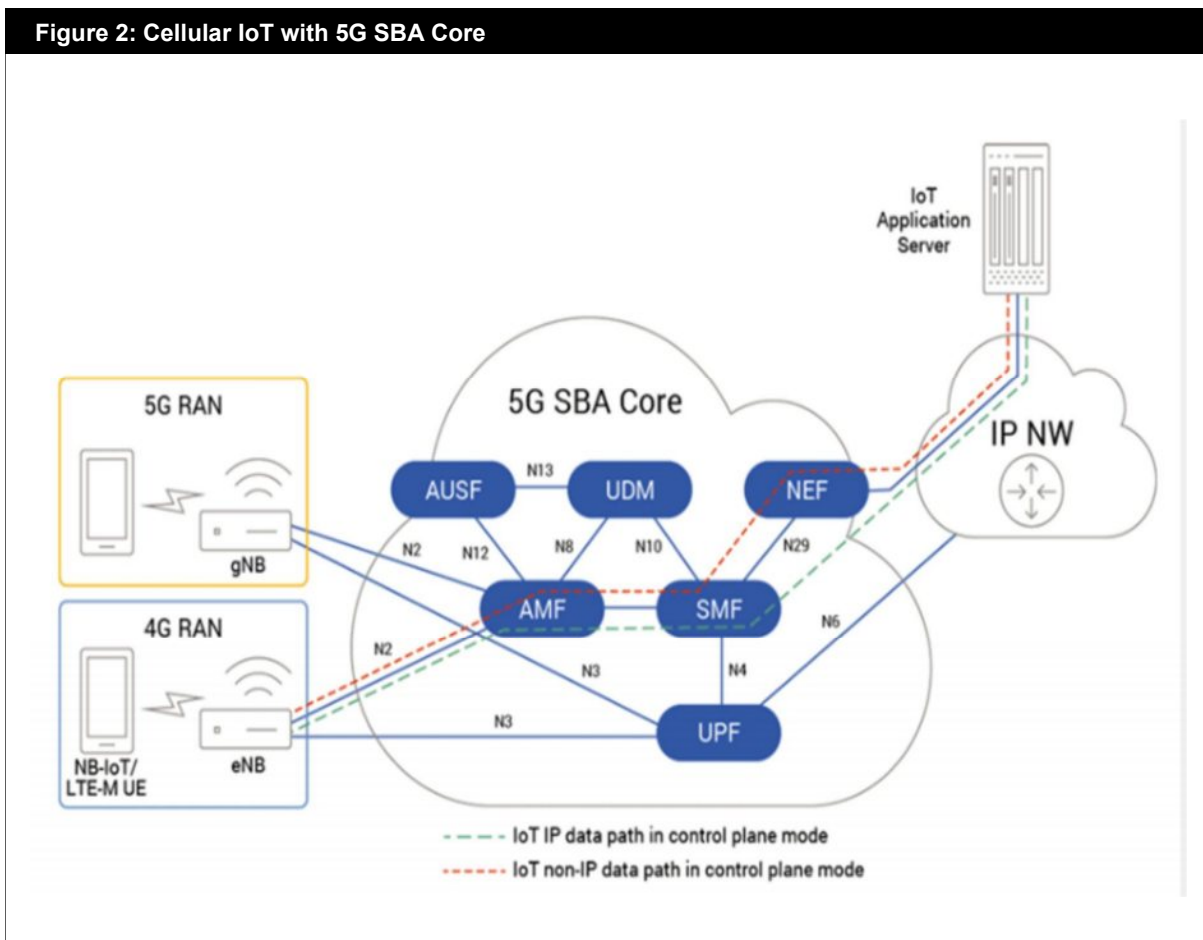 Figure 2: Cellular IoT with 5G SBA Core
IoT
Application
Server
5G RAN
gNB
4G RAN
NB-IoT/
LTE-M UE
eNB
5G SBA Core
IP NW
AUSF
N13
UDM
NEF
N2
N12
N8
N10
N29
AMF
SMF
N6
N2
N3
N4
N3
UPF
IoT IP data path in control plane mode
IoT non-IP data path in control plane mode